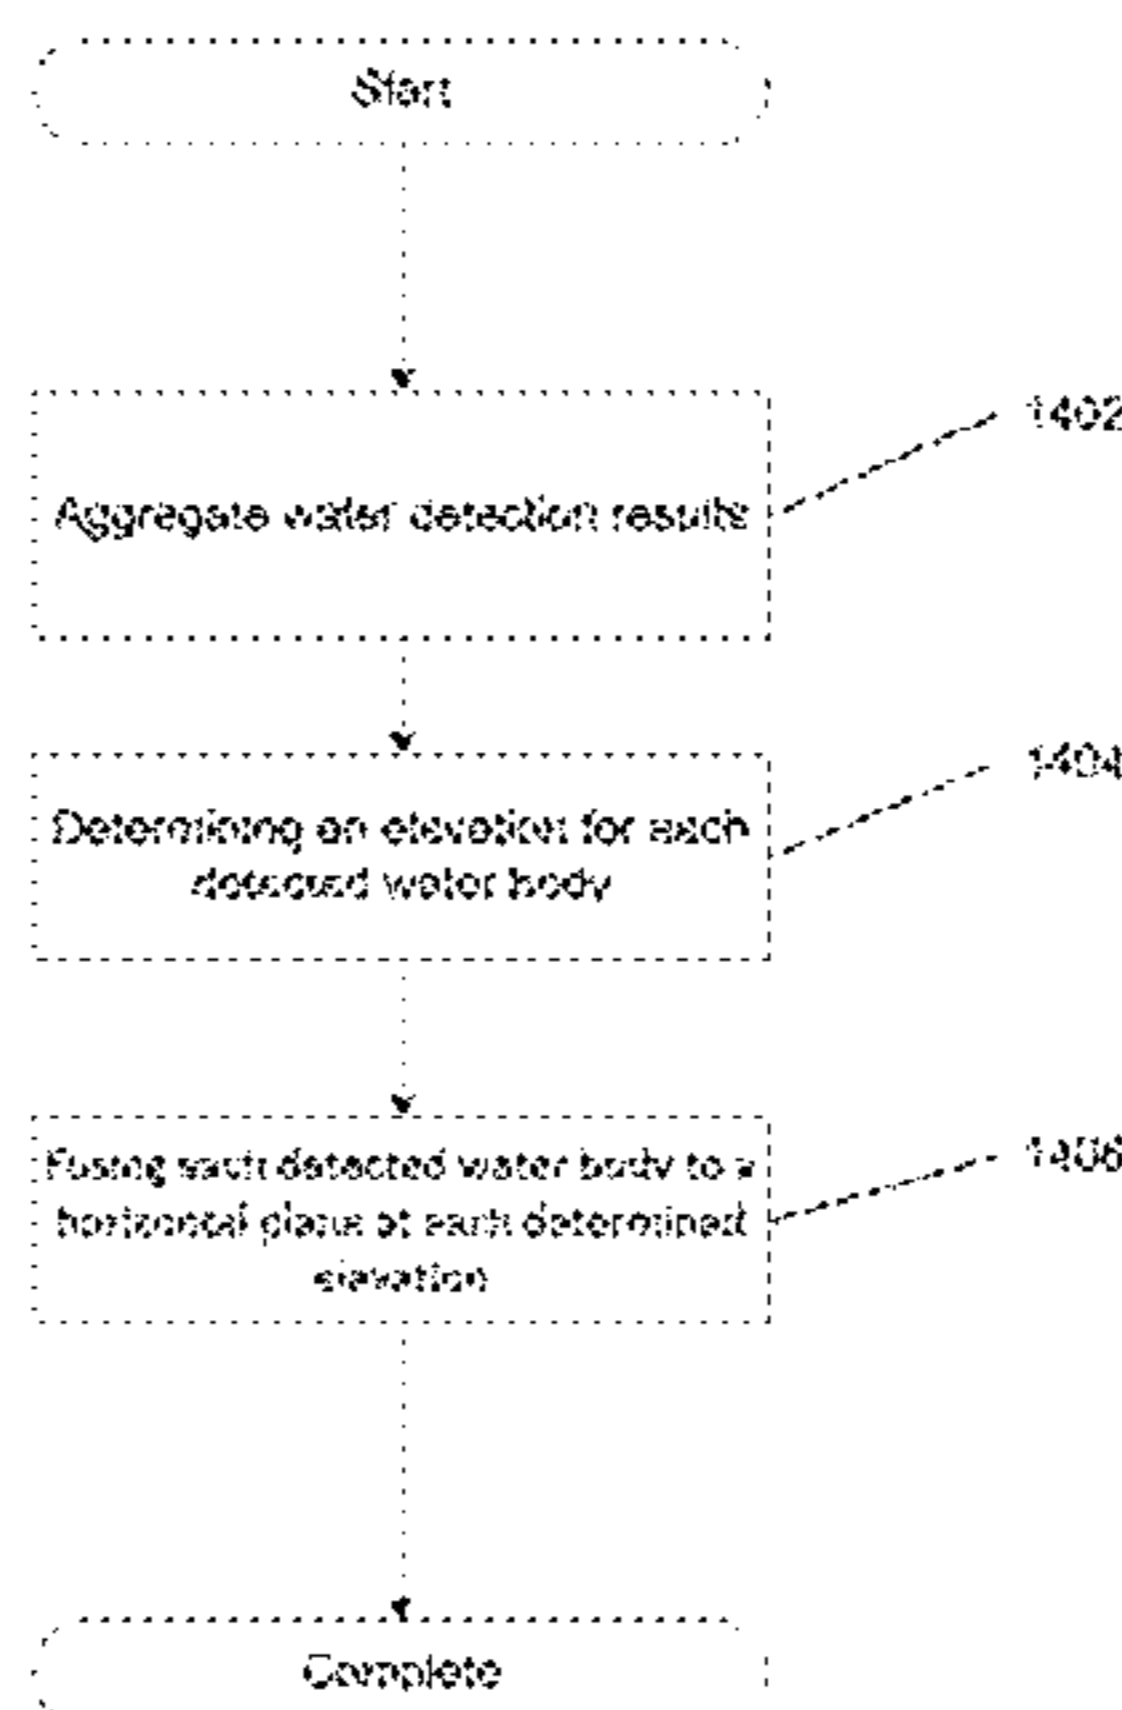 Start
Aggregate water detection results
1402
Determining an elevation for each
detected water body
1404
Fusing each detected water body to a
horizontal plane at each determined
elevation
1406
Complete